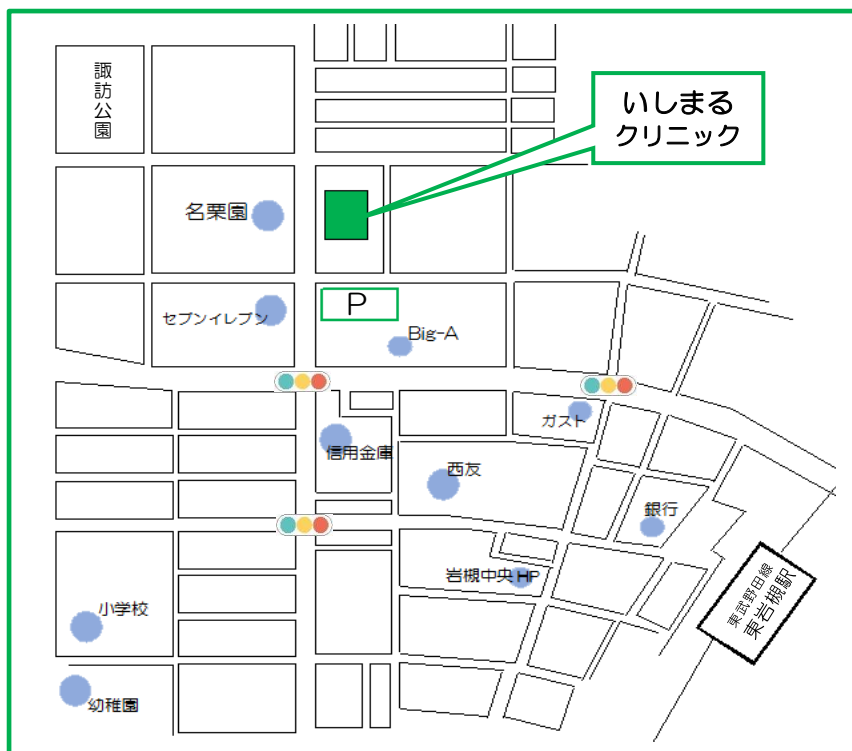 諏訪公園
いしまる
クリニック
名栗園
セブンイレブン
P
Big-A
ガスト
信用金庫
西友
銀行
岩槻中央HP
東武野田線
東岩槻駅
小学校
幼稚園